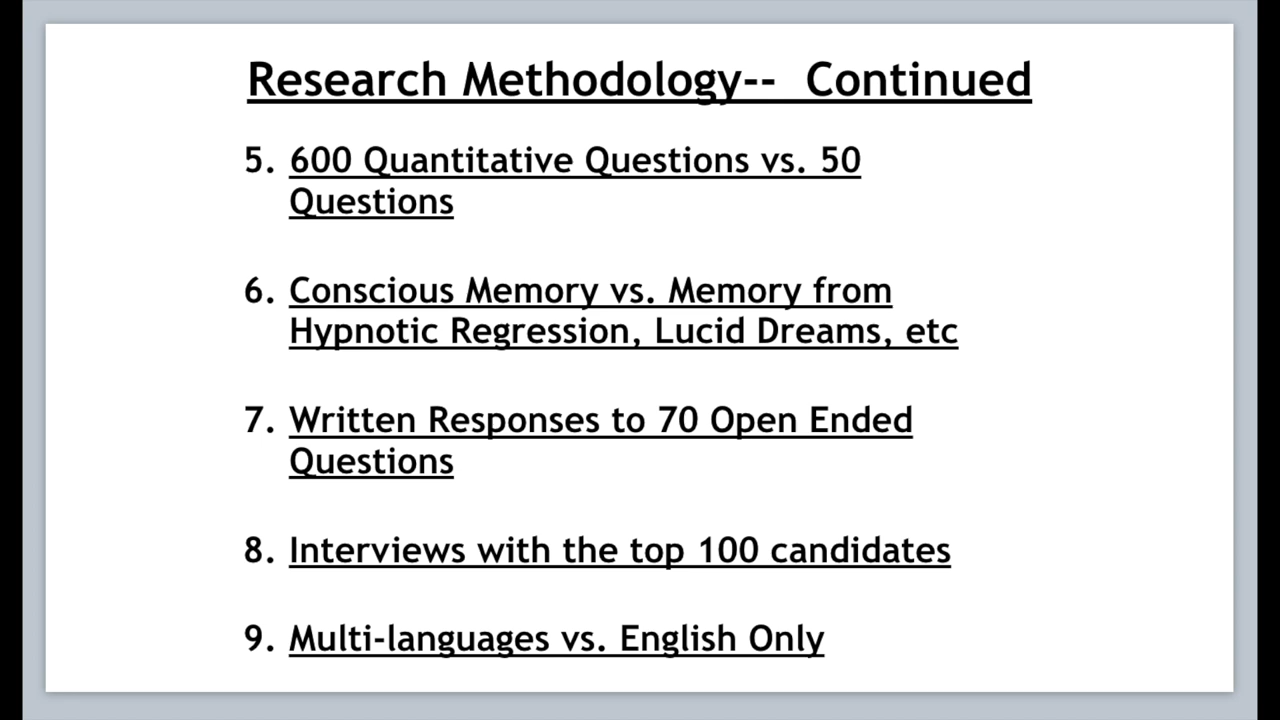 Research Methodology--  Continued
5. 600 Quantitative Questions vs. 50
Questions
6. Conscious Memory vs. Memory from
Hypnotic Regression, Lucid Dreams, etc
7. Written Responses to 70 Open Ended
Questions
8. Interviews with the top 100 candidates
9. Multi-languages vs. English Only